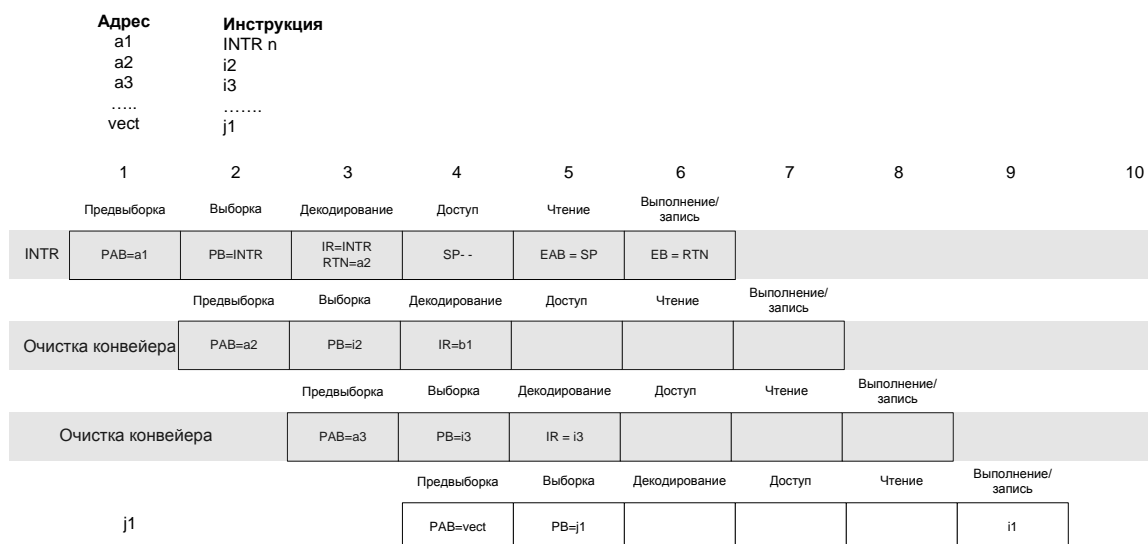 Адрес Инструкция
a1 INTR n
a2 i2
a3 i3
….. …….
vect j1
1 2 3 4 5 6 7 8 9 10
Предвыборка Выборка Декодирование Доступ Чтение Выполнение/
запись
INTR PAB=a1 PB=INTR IR=INTR SP- - EAB = SP EB = RTN
RTN=a2
Предвыборка Выборка Декодирование Доступ Чтение Выполнение/
запись
Очистка конвейера PAB=a2 PB=i2 IR=b1
Предвыборка Выборка Декодирование Доступ Чтение Выполнение/
запись
Очистка конвейера PAB=a3 PB=i3 IR = i3
Предвыборка Выборка Декодирование Доступ Чтение Выполнение/
запись
j1 PAB=vect PB=j1 i1